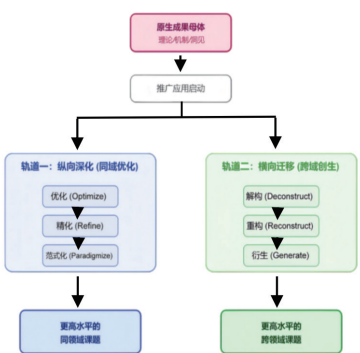 原生成果母体
理论/机制/洞见
推广应用启动
轨道一：纵向深化 (同域优化)
优化 (Optimize)
精化 (Refine)
范式化 (Paradigmize)
更高水平的
同领域课题
轨道二：横向迁移 (跨域创生)
解构 (Deconstruct)
重构 (Reconstruct)
衍生 (Generate)
更高水平的
跨领域课题